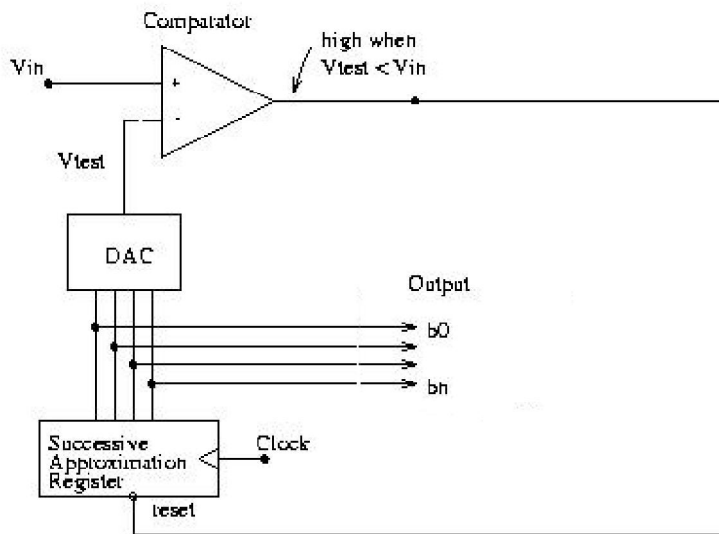 Comparator
high when
Vtest < Vin
Vin
+
-
Vtest
DAC
Output
b0
bn
Successive
Approximation
Register
Clock
reset